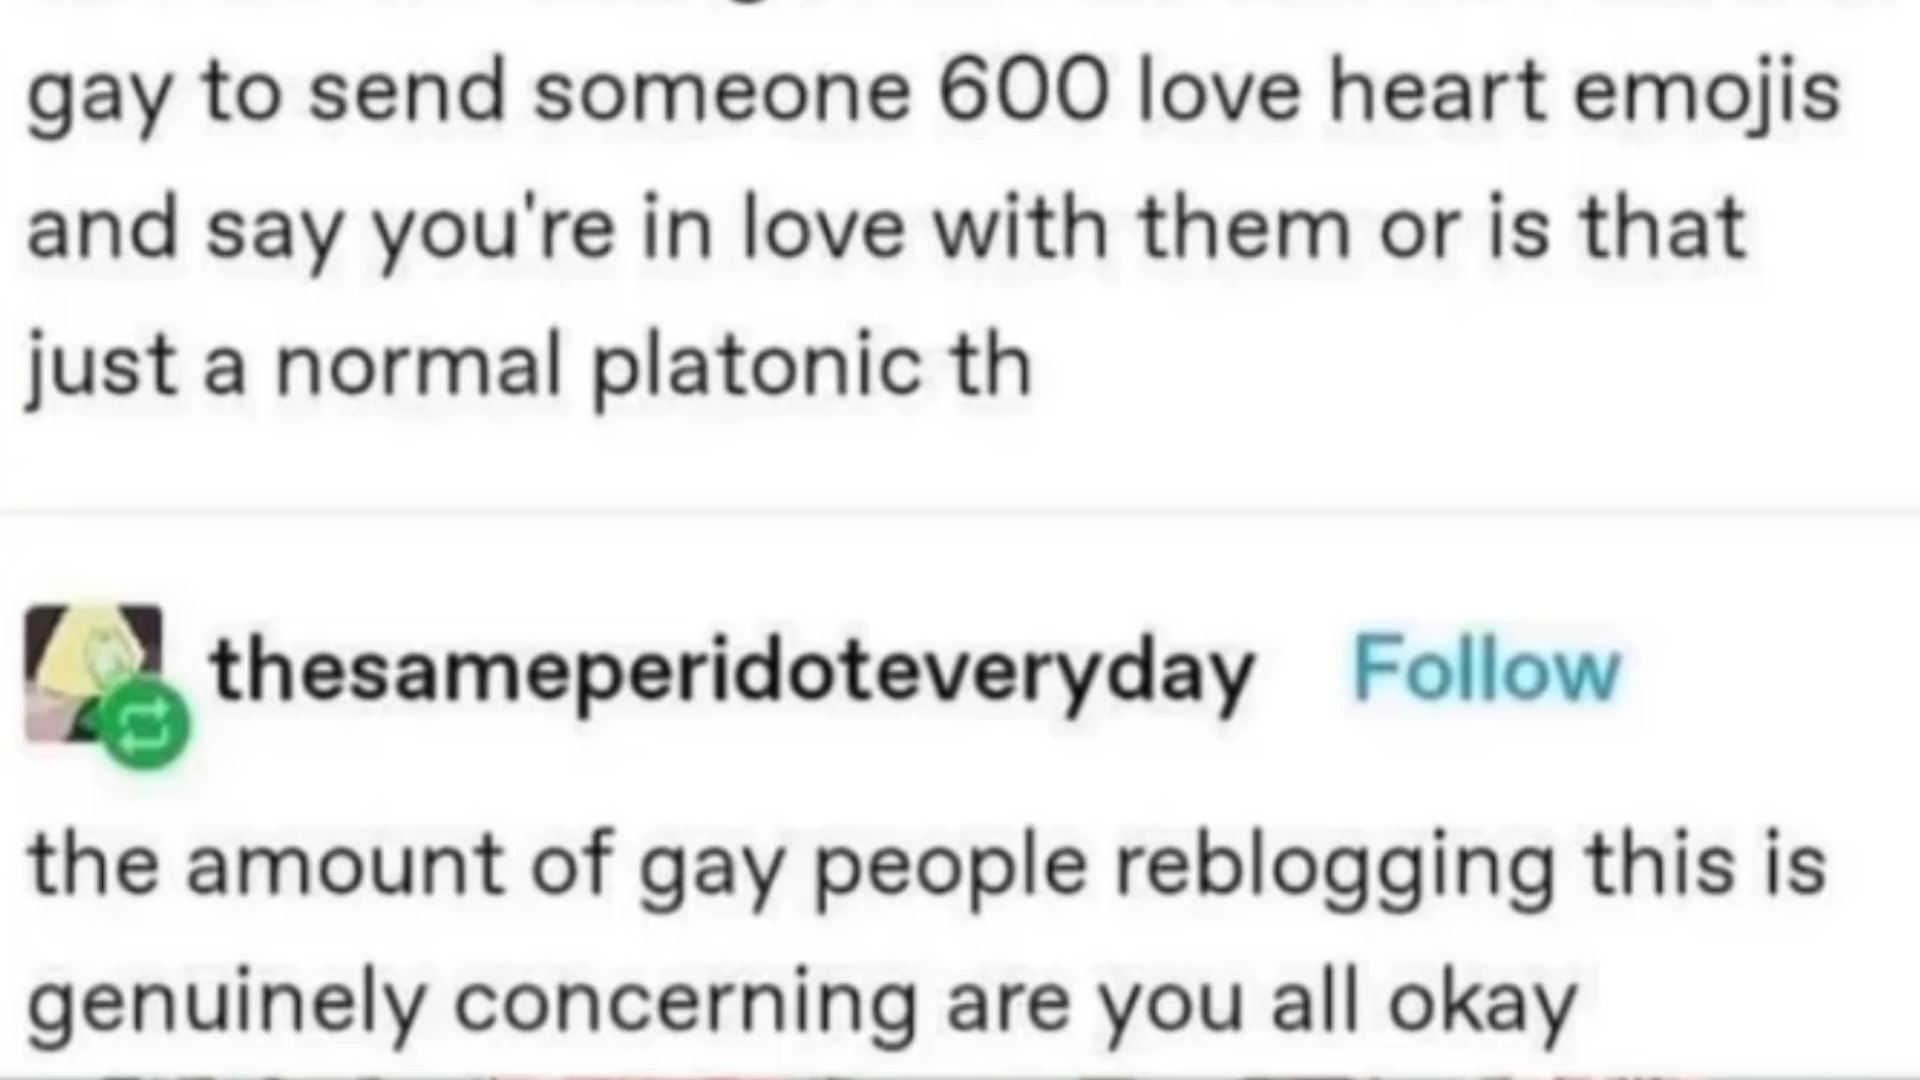 gay to send someone 600 love heart emojis
and say you're in love with them or is that
just a normal platonic th
thesameperidoteveryday Follow
the amount of gay people reblogging this is
genuinely concerning are you all okay